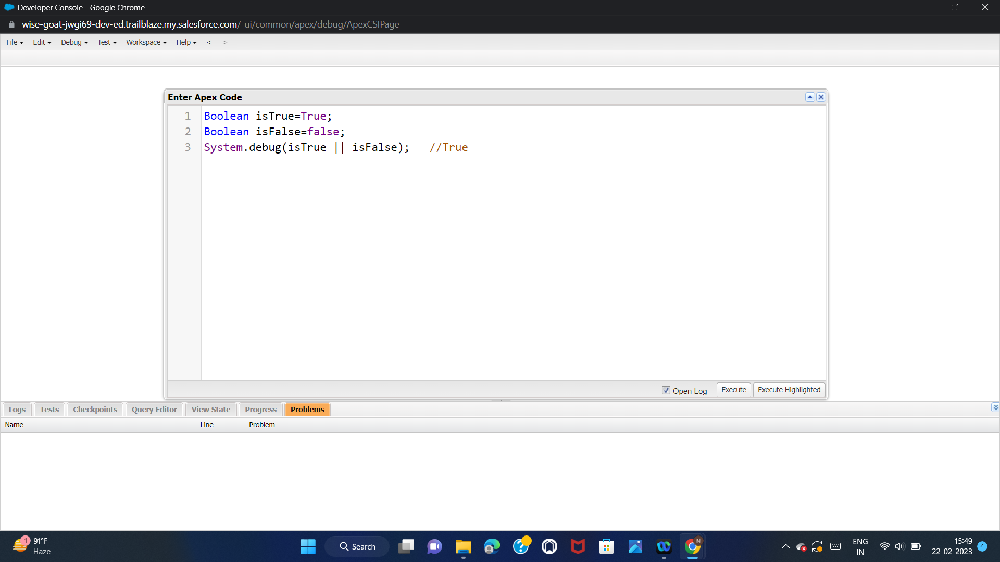 Developer Console - Google Chrome
wise-goat-jwgi69-dev-ed.trailblaze.my.salesforce.com/_ui/common/apex/debug/ApexCSIPage
File Edit Debug Test Workspace Help < >
Enter Apex Code
1 Boolean isTrue=True;
2 Boolean isFalse=false;
3 System.debug(isTrue || isFalse);   //True
Open Log Execute Execute Highlighted
Logs Tests Checkpoints Query Editor View State Progress Problems
Name Line Problem
1 91°F
Haze
Search
N
ENG
IN
15:49
22-02-2023
4